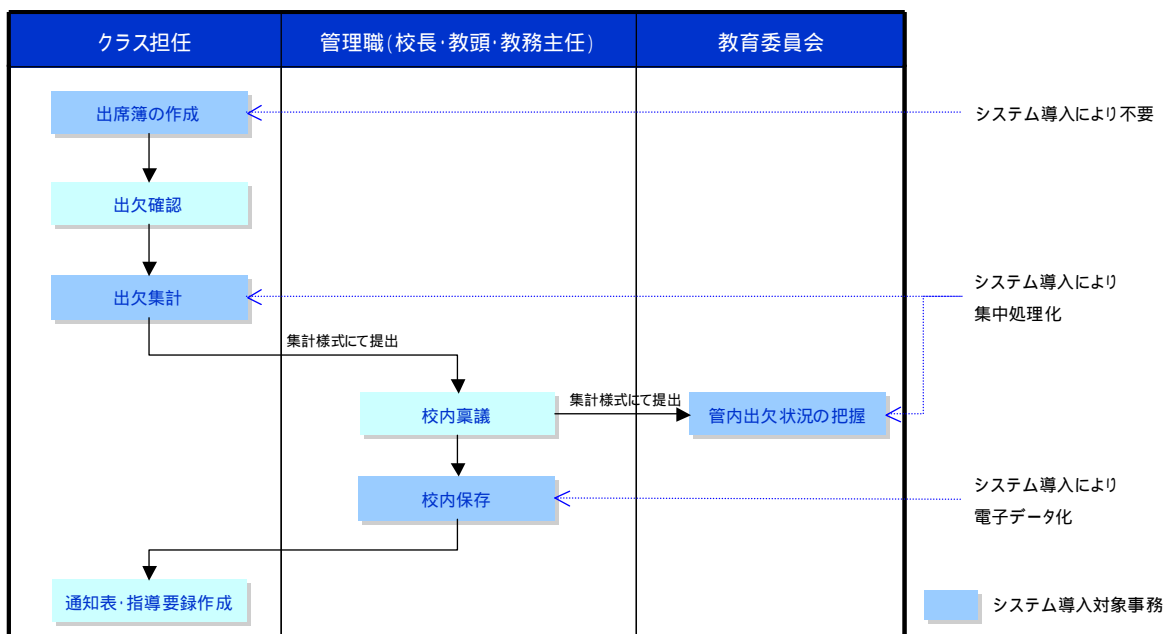 クラス担任
管理職(校長・教頭・教務主任)
教育委員会
出席簿の作成
システム導入により不要
出欠確認
出欠集計
システム導入により
集中処理化
集計様式にて提出
校内稟議
集計様式にて提出
管内出欠状況の把握
校内保存
システム導入により
電子データ化
通知表・指導要録作成
システム導入対象事務